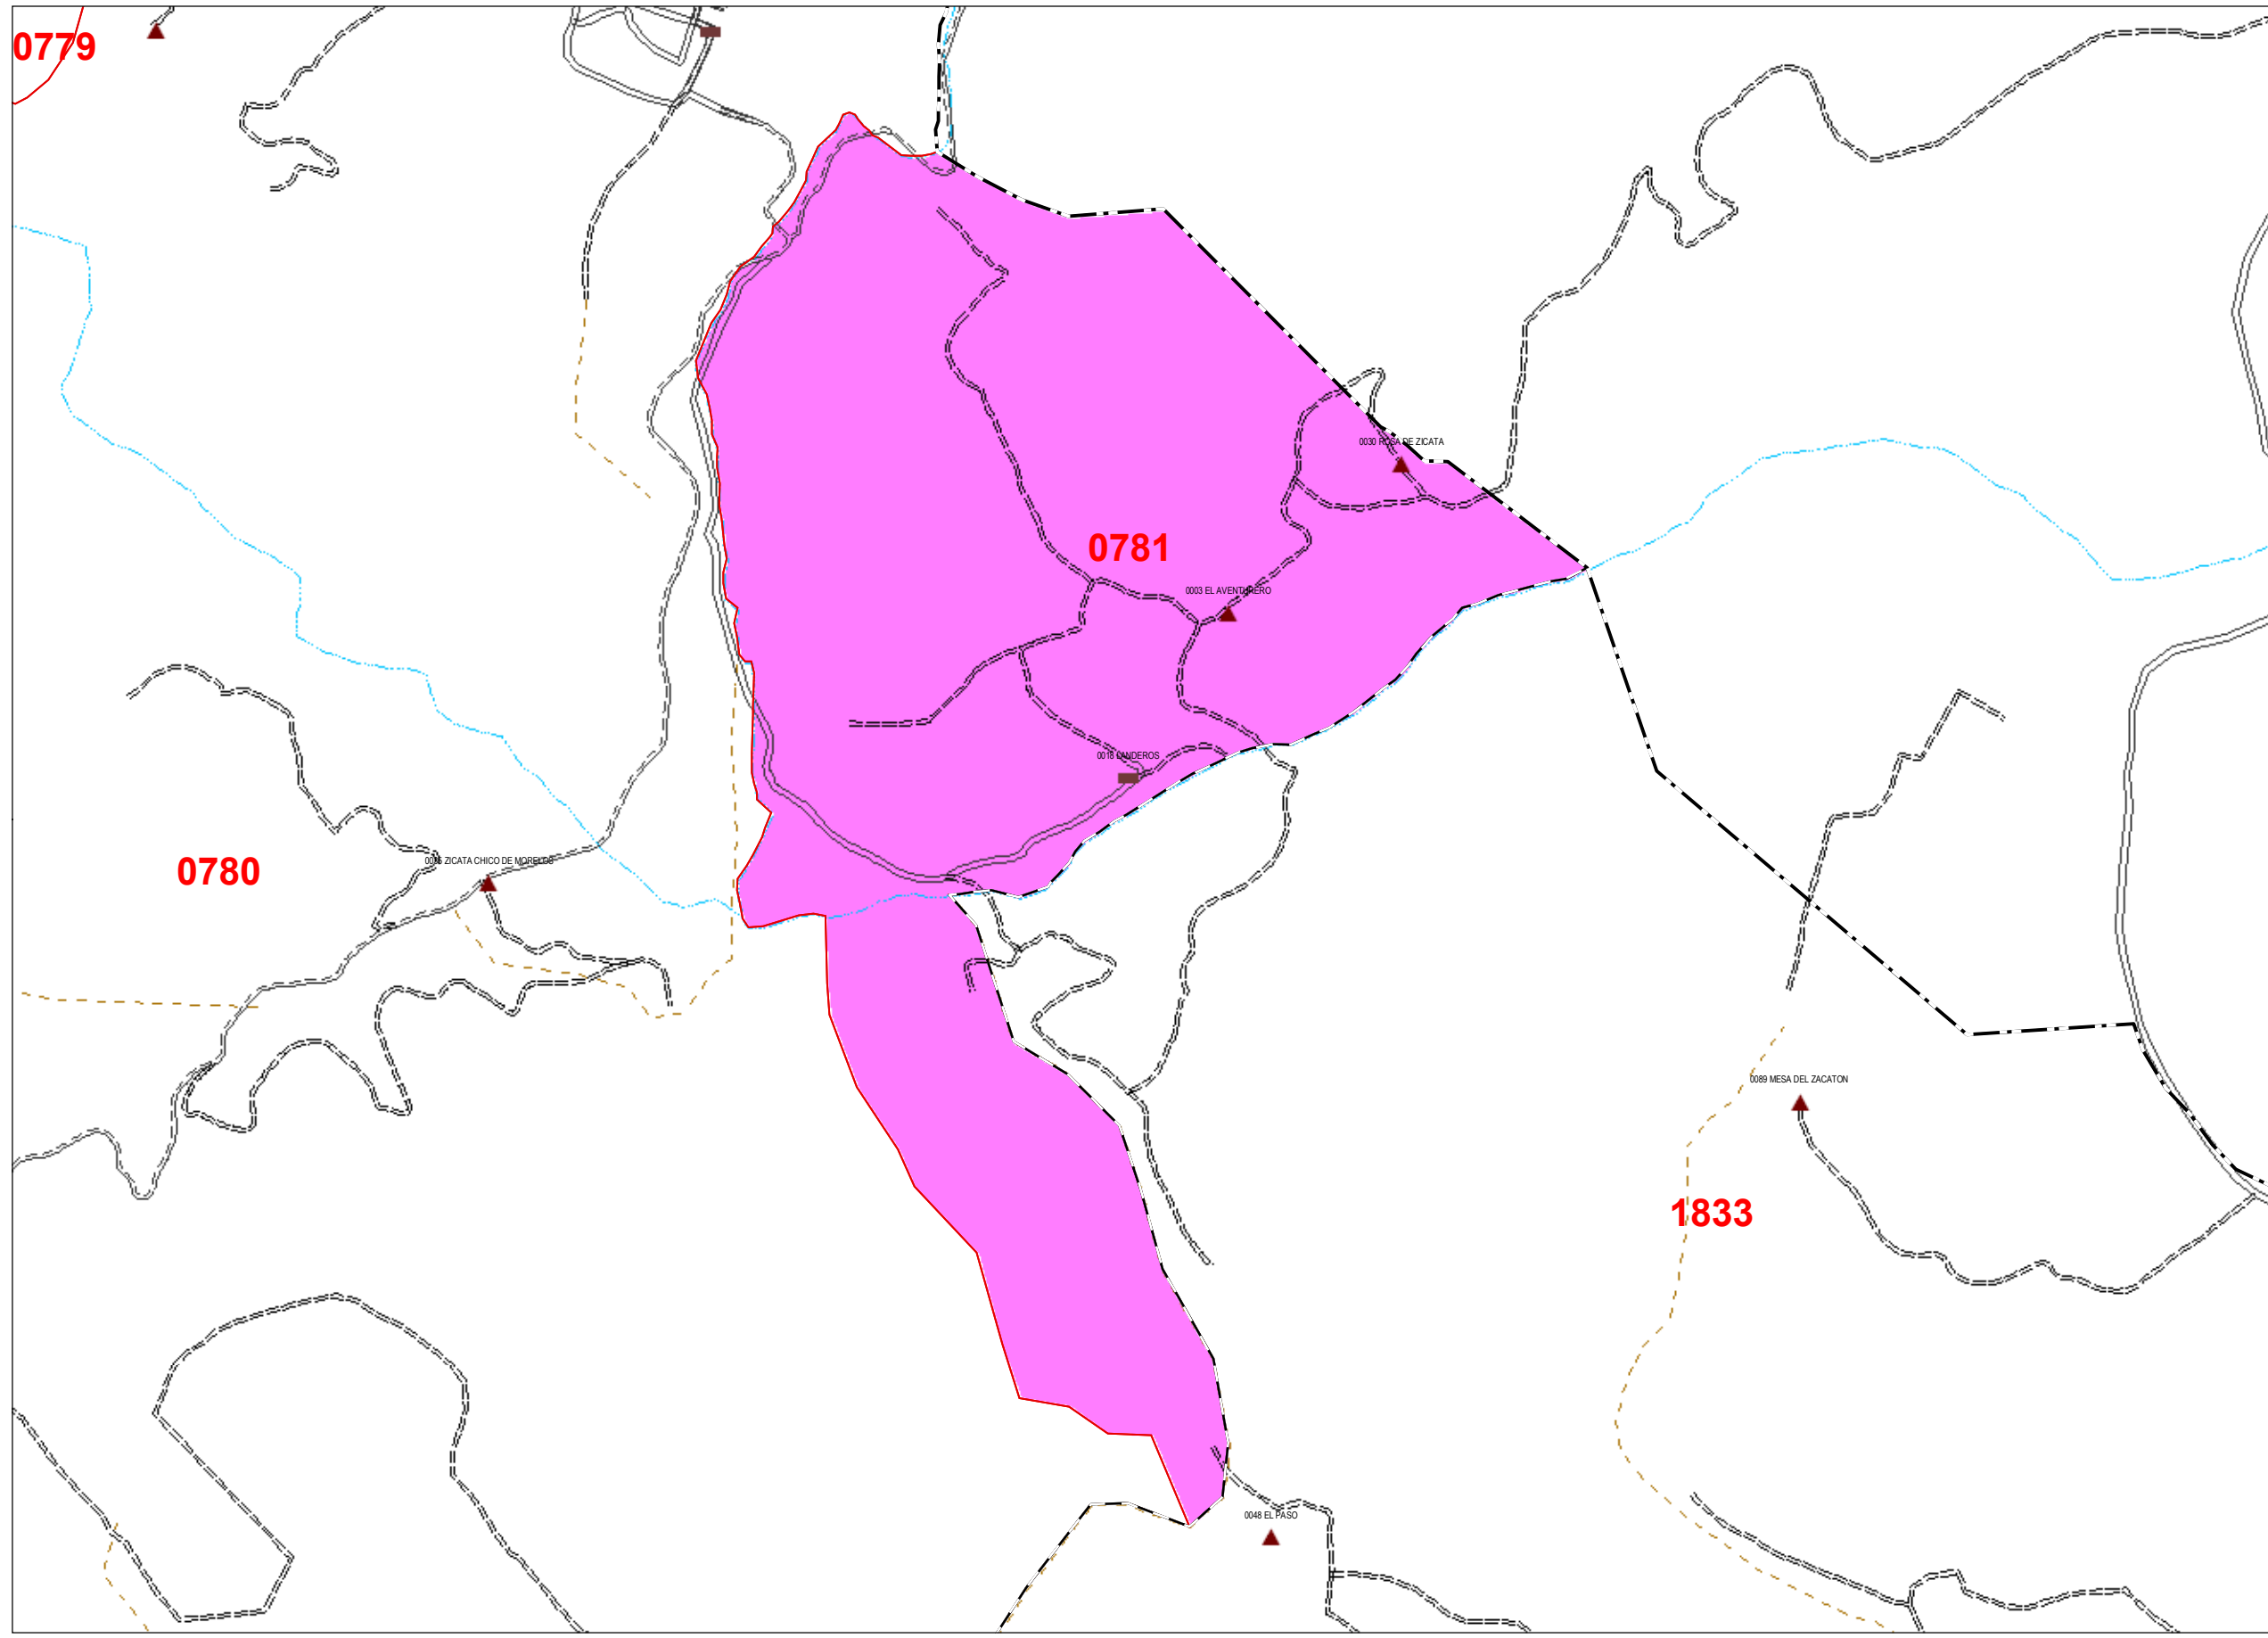 0779
0030 ROSA DE ZICATA
0781
0003 EL AVENTURERO
0018 LANDEROS
0780
ZICATA CHICO DE MORELOS
0089 MESA DEL ZACATON
1833
0048 EL PASO